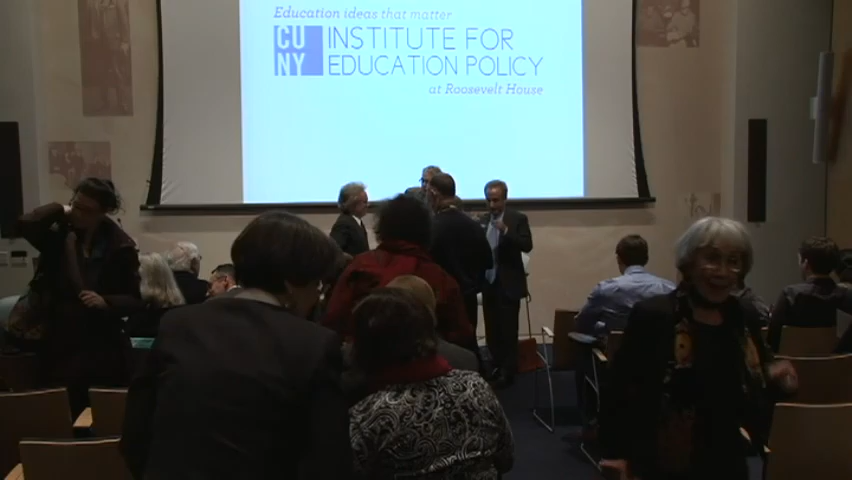 Education ideas that matter
CU
NY
INSTITUTE FOR
EDUCATION POLICY
at Roosevelt House